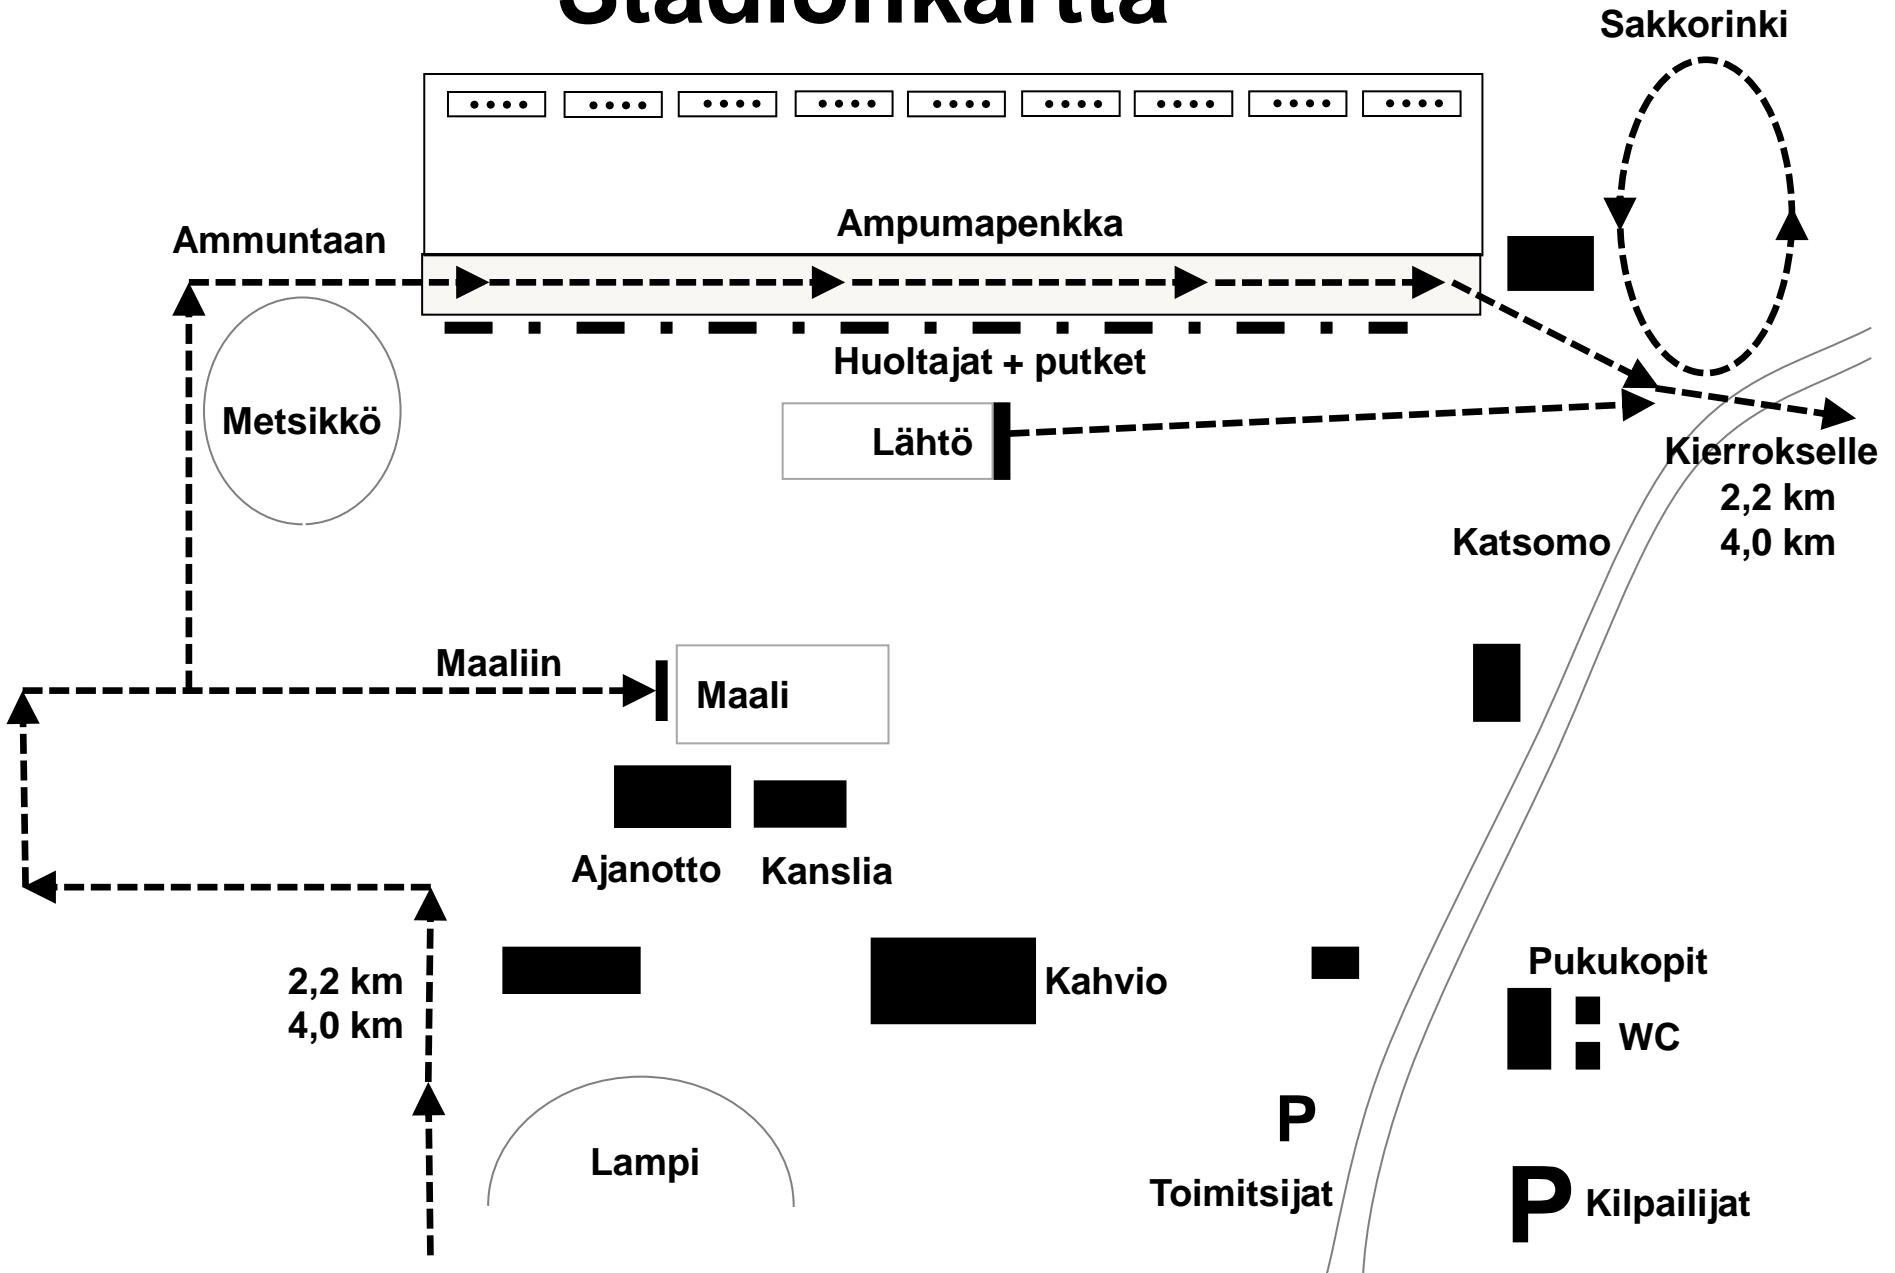 Stadionkartta
Sakkorinki
Ampumapenkka
Ammuntaan
Huoltajat + putket
Metsikkö
Lähtö
Kierrokselle
2,2 km
4,0 km
Katsomo
Maaliin
Maali
Ajanotto
Kanslia
2,2 km
4,0 km
Kahvio
Pukukopit
WC
P
Toimitsijat
Lampi
P Kilpailijat